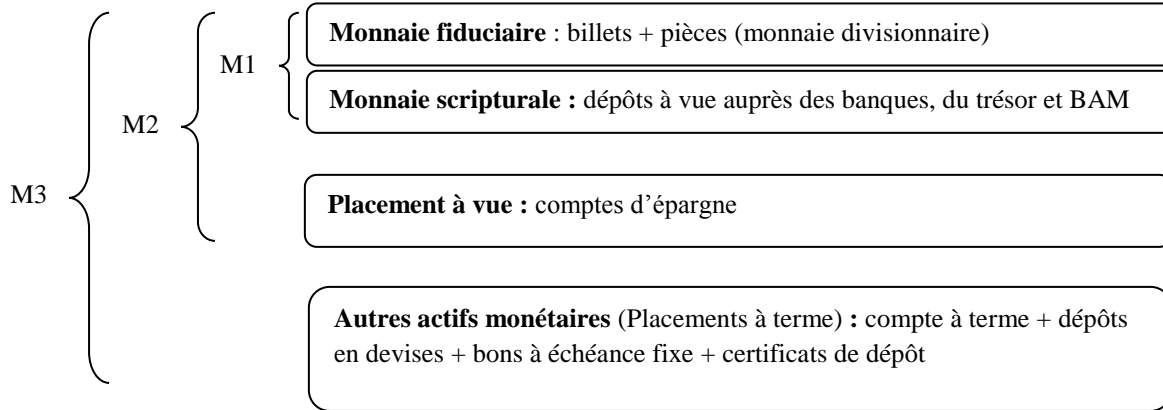 Monnaie fiduciaire : billets + pièces (monnaie divisionnaire)
M1
Monnaie scripturale : dépôts à vue auprès des banques, du trésor et BAM
M2
M3
Placement à vue : comptes d’épargne
Autres actifs monétaires (Placements à terme) : compte à terme + dépôts
en devises + bons à échéance fixe + certificats de dépôt